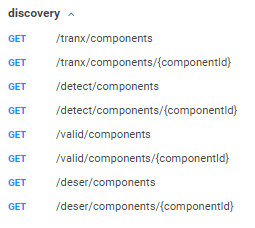 discovery
GET /tranx/components
GET /tranx/components/{componentId}
GET /detect/components
GET /detect/components/{componentId}
GET /valid/components
GET /valid/components/{componentId}
GET /deser/components
GET /deser/components/{componentId}